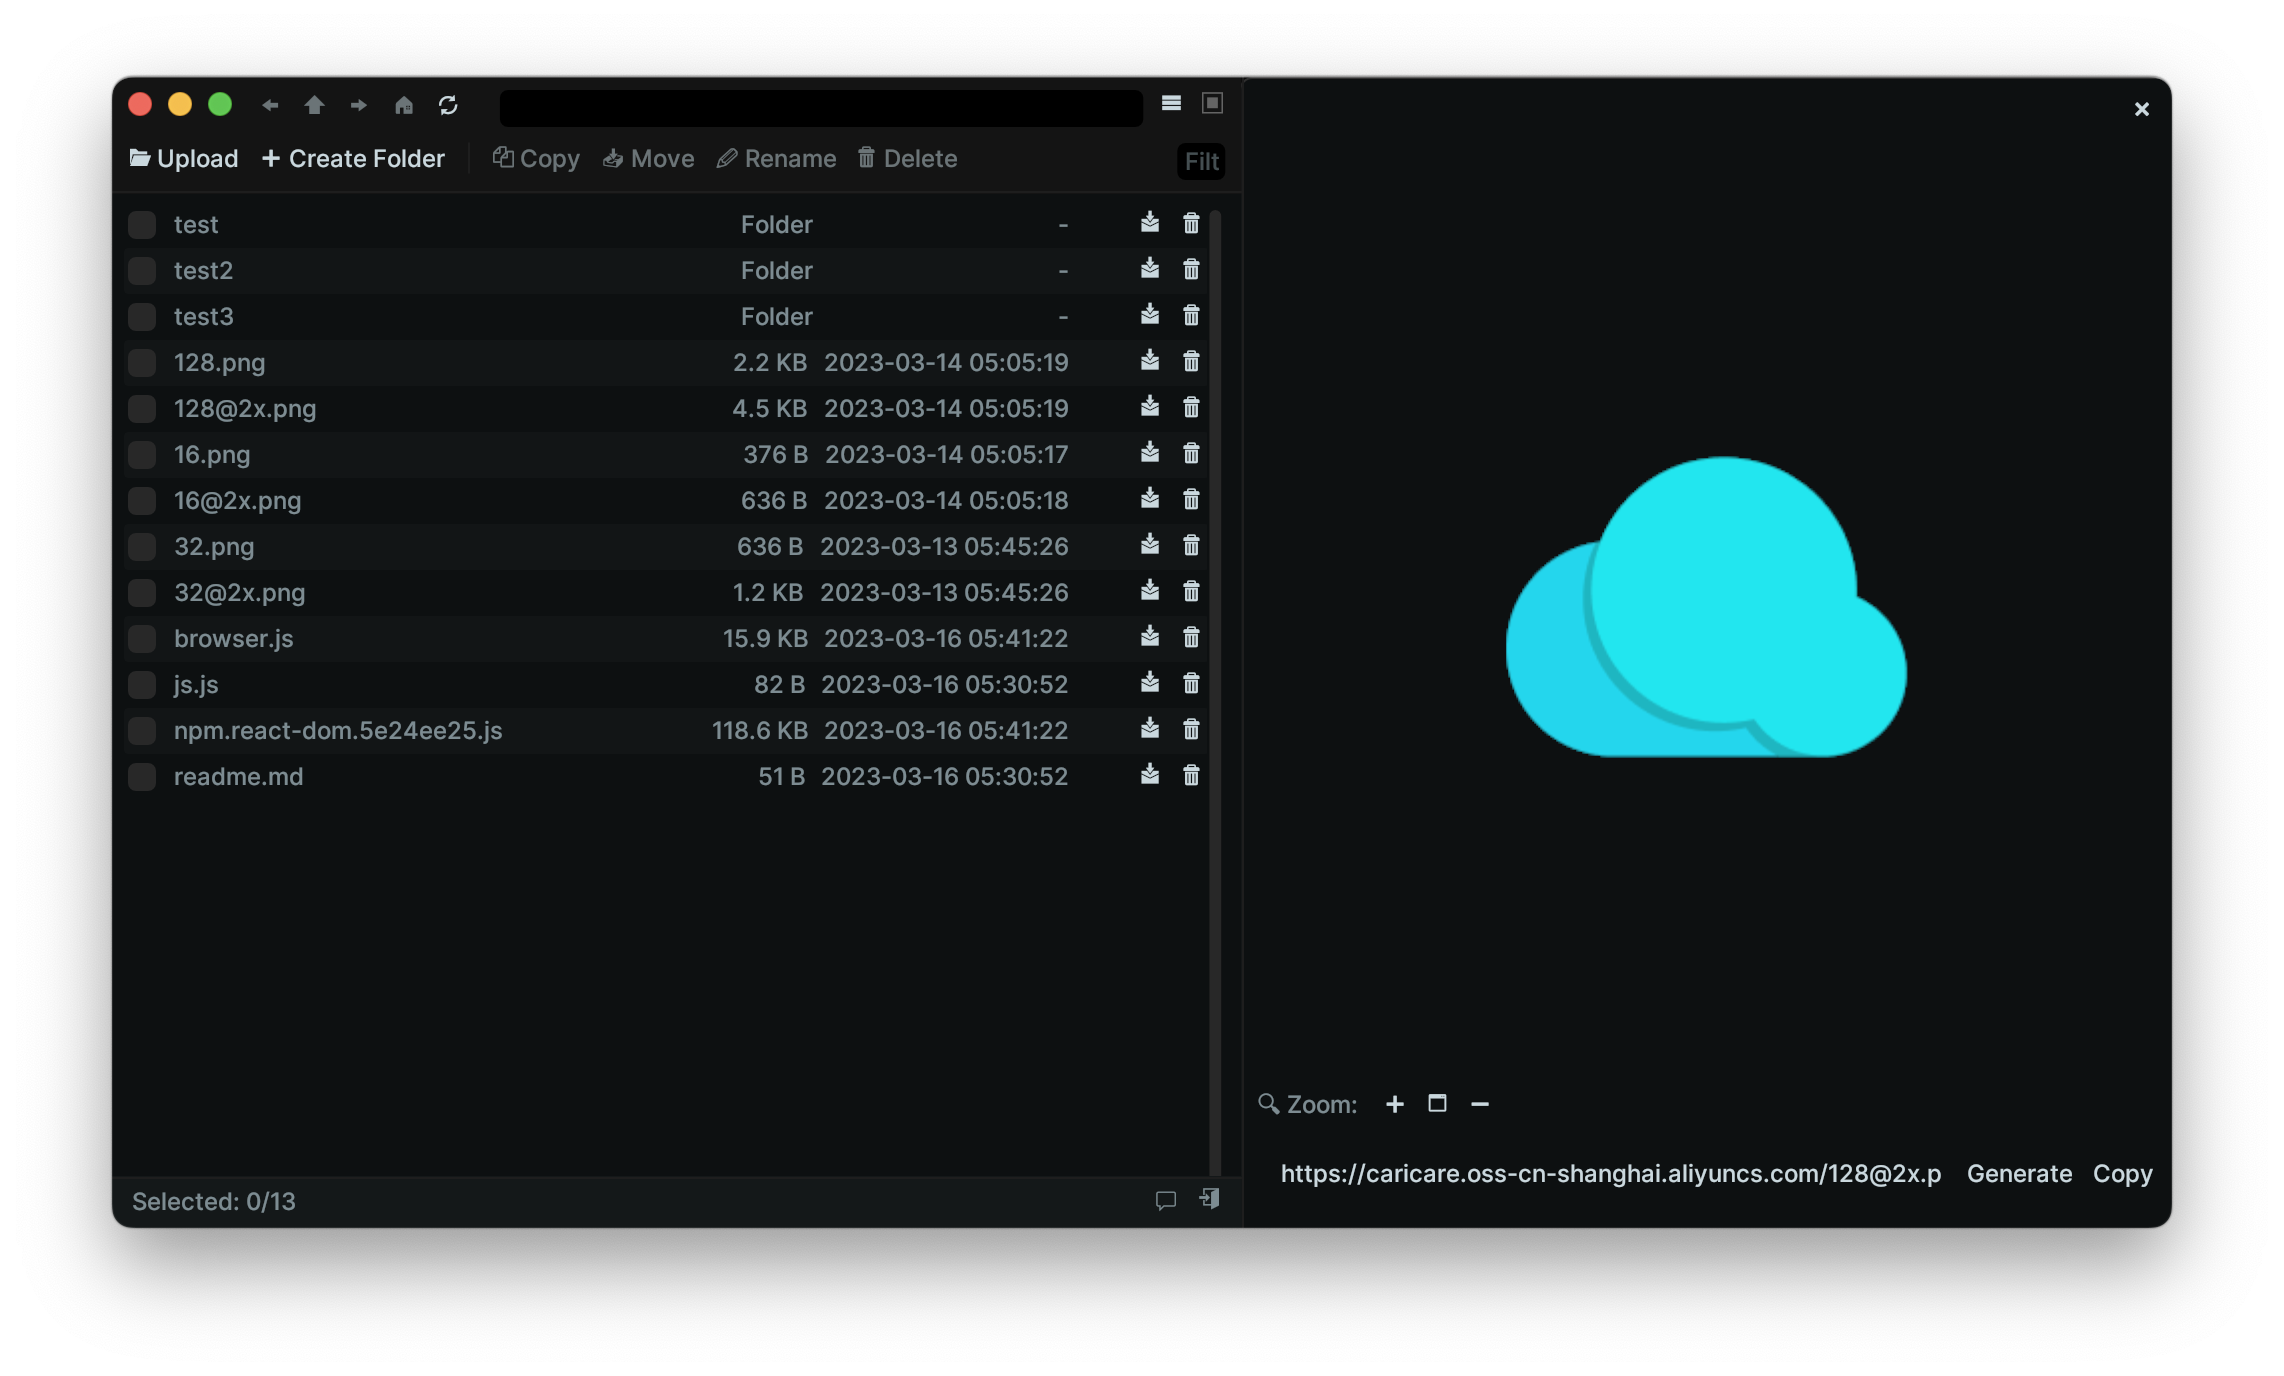 Upload Create Folder Copy Move Rename Delete Filt
test Folder -
test2 Folder -
test3 Folder -
128.png 2.2 KB 2023-03-14 05:05:19
128@2x.png 4.5 KB 2023-03-14 05:05:19
16.png 376 B 2023-03-14 05:05:17
16@2x.png 636 B 2023-03-14 05:05:18
32.png 636 B 2023-03-13 05:45:26
32@2x.png 1.2 KB 2023-03-13 05:45:26
browser.js 15.9 KB 2023-03-16 05:41:22
js.js 82 B 2023-03-16 05:30:52
npm.react-dom.5e24ee25.js 118.6 KB 2023-03-16 05:41:22
readme.md 51 B 2023-03-16 05:30:52
Selected: 0/13
Zoom:
https://caricare.oss-cn-shanghai.aliyuncs.com/128@2x.p Generate Copy